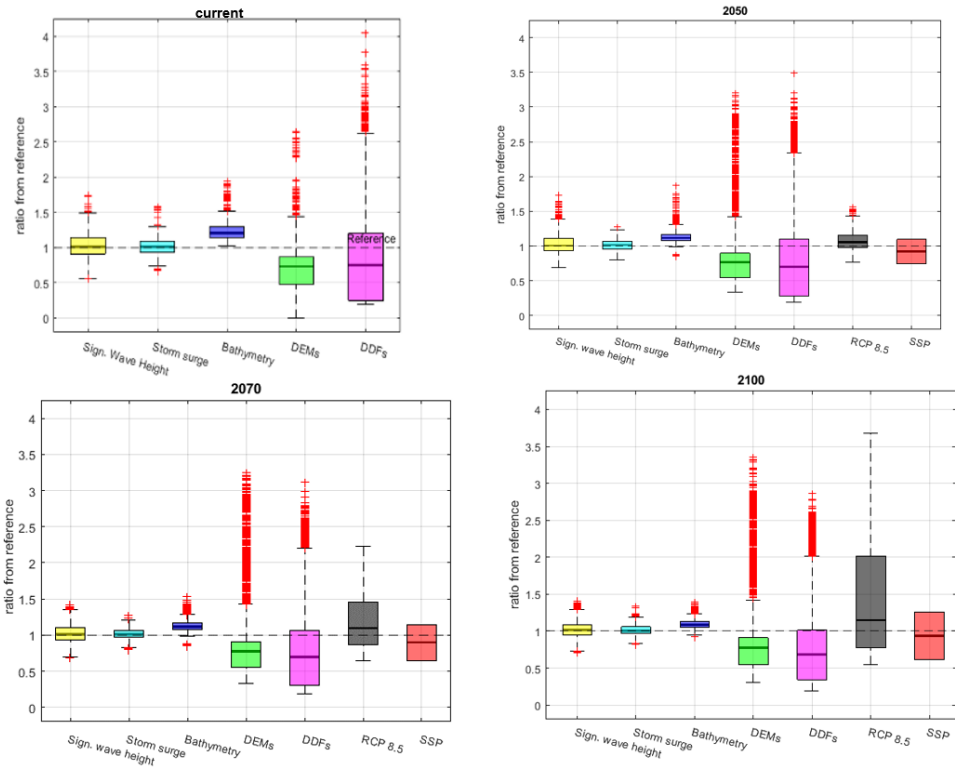 current
4
3.5
3
2.5
2
1.5
1
0.5
0
ratio from reference
Reference
Sign. Wave Height
Storm surge
Bathymetry
DEMs
DDFs
2050
4
3.5
3
2.5
2
1.5
1
0.5
0
ratio from reference
Sign. wave height
Storm surge
Bathymetry
DEMs
DDFs
RCP 8.5
SSP
2070
4
3.5
3
2.5
2
1.5
1
0.5
0
ratio from reference
Sign. wave height
Storm surge
Bathymetry
DEMs
DDFs
RCP 8.5
SSP
2100
4
3.5
3
2.5
2
1.5
1
0.5
0
ratio from reference
Sign. wave height
Storm surge
Bathymetry
DEMs
DDFs
RCP 8.5
SSP